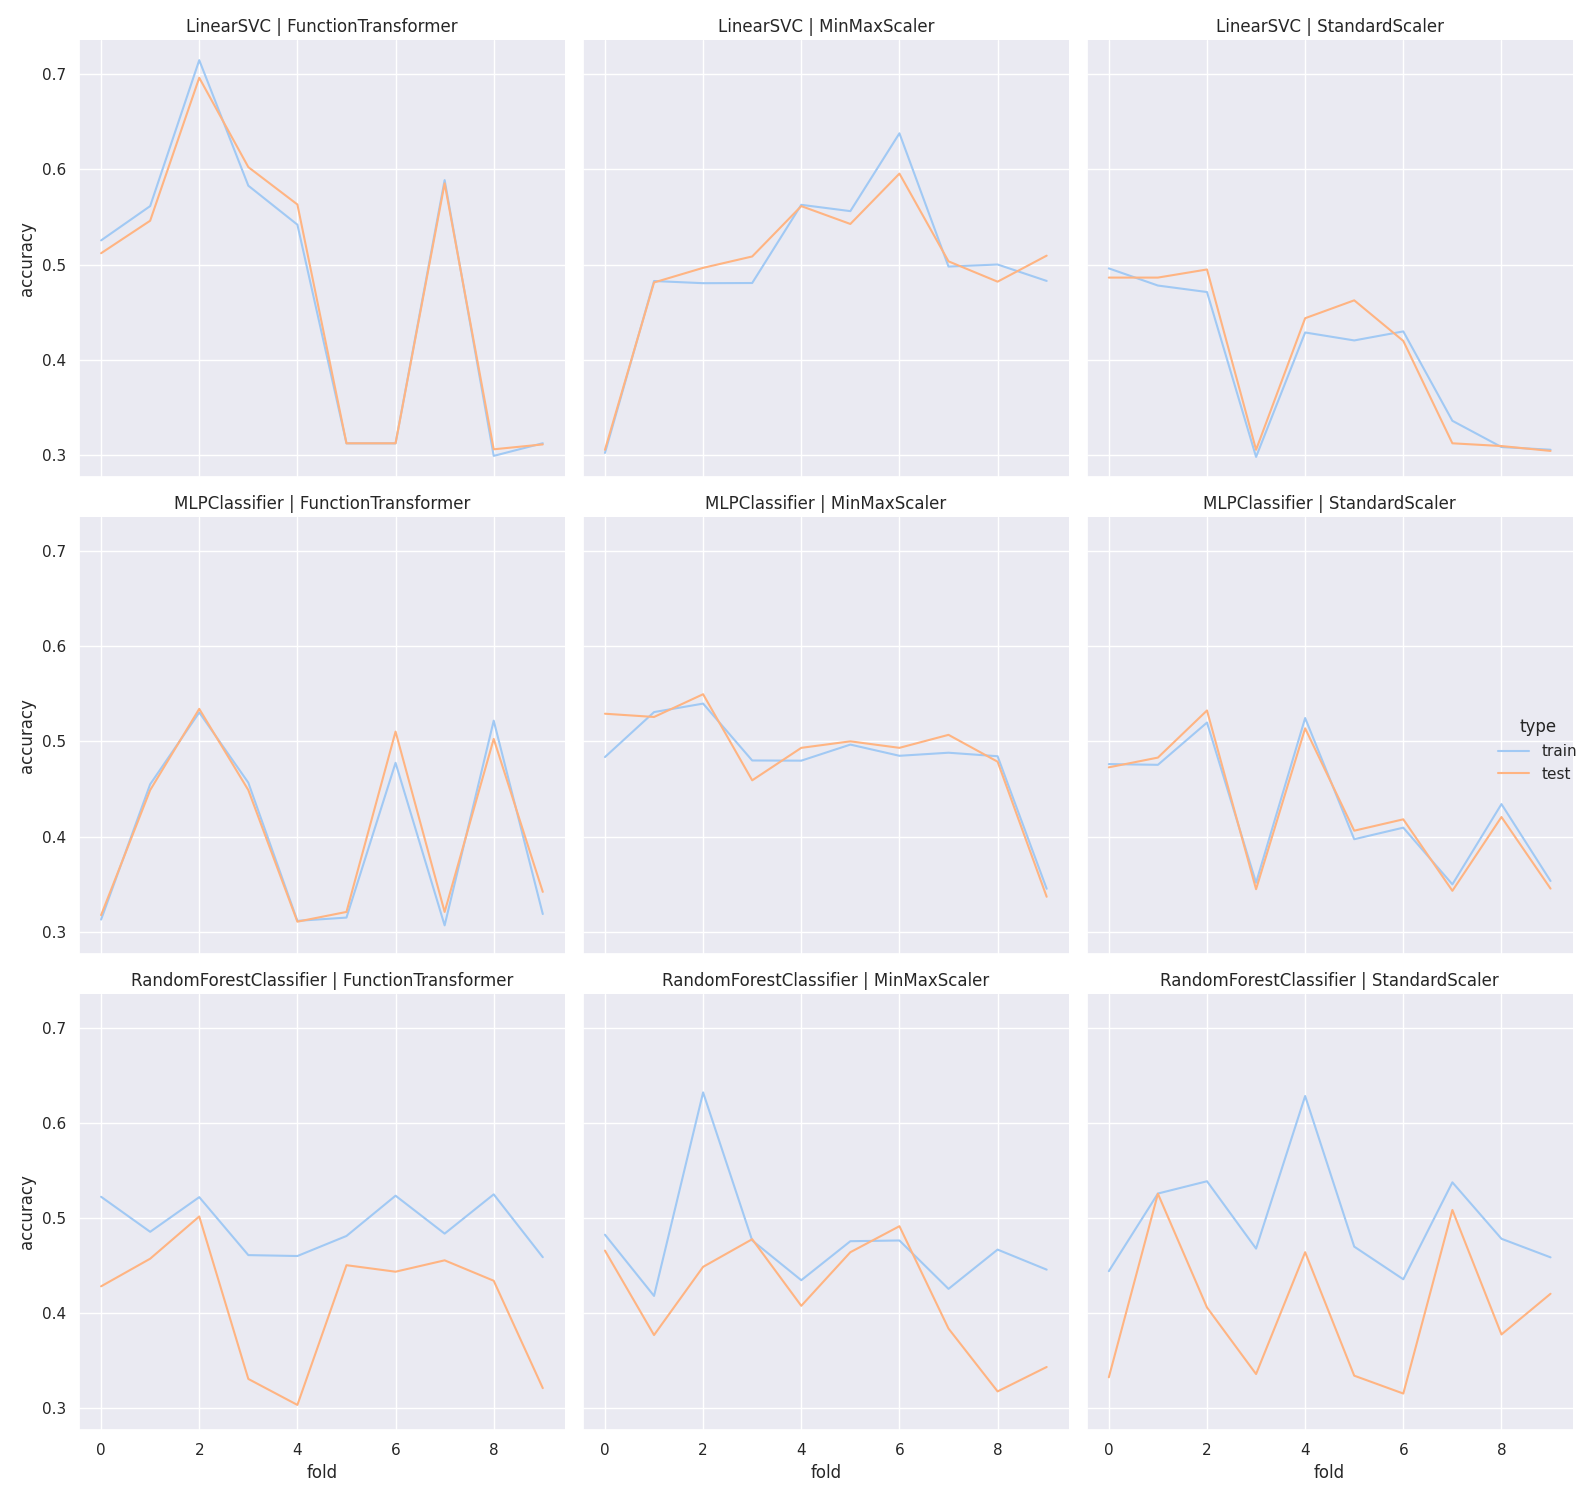 LinearSVC | FunctionTransformer
LinearSVC | MinMaxScaler
LinearSVC | StandardScaler
0.7
0.6
0.5
0.4
0.3
accuracy
MLPClassifier | FunctionTransformer
MLPClassifier | MinMaxScaler
MLPClassifier | StandardScaler
0.7
0.6
0.5
0.4
0.3
accuracy
type
train
test
RandomForestClassifier | FunctionTransformer
RandomForestClassifier | MinMaxScaler
RandomForestClassifier | StandardScaler
0.7
0.6
0.5
0.4
0.3
accuracy
0 2 4 6 8
0 2 4 6 8
0 2 4 6 8
fold
fold
fold